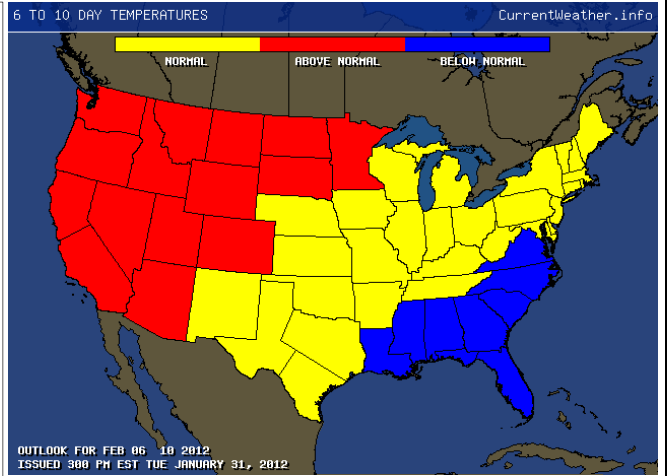 6 TO 10 DAY TEMPERATURES
CurrentWeather.info
NORMAL
ABOVE NORMAL
BELOW NORMAL
OUTLOOK FOR FEB 06 10 2012
ISSUED 300 PM EST TUE JANUARY 31, 2012